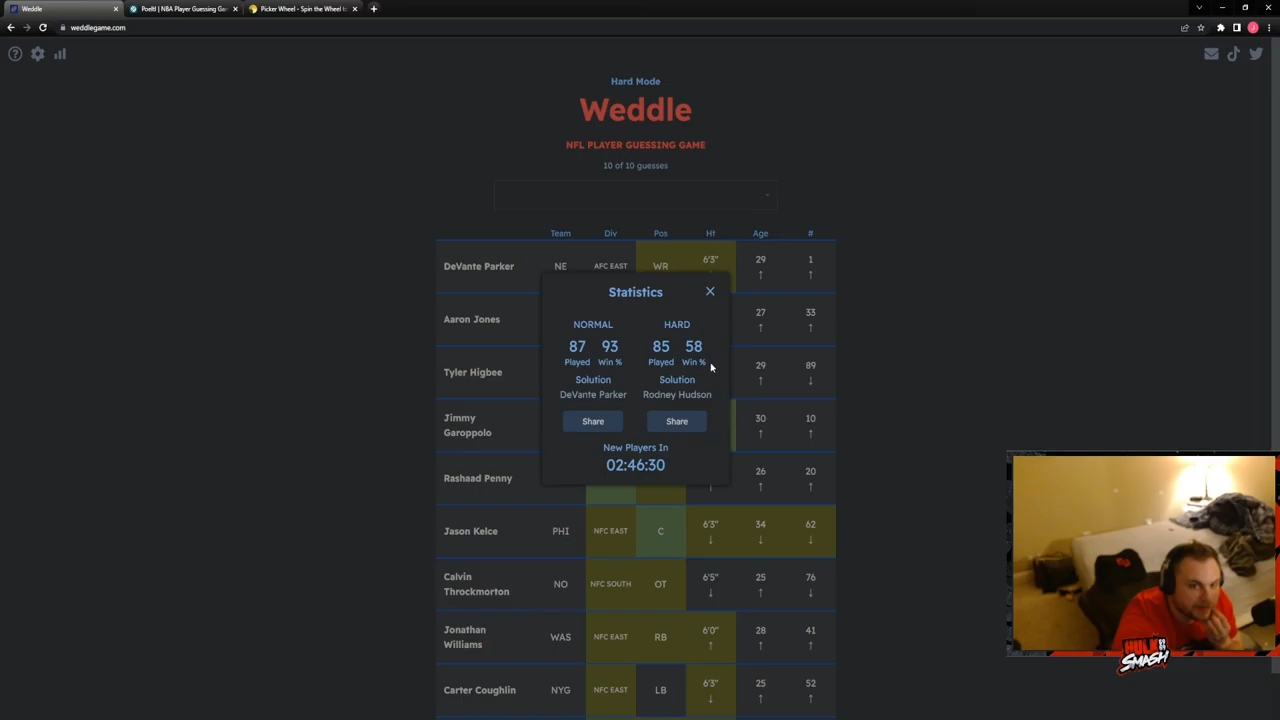 Weddle
Poeltl | NBA Player Guessing Ga
Picker Wheel - Spin the Wheel to
weddlegame.com
J
Hard Mode
Weddle
NFL PLAYER GUESSING GAME
10 of 10 guesses
Team Div Pos Ht Age #
DeVante Parker NE AFC EAST WR 6'3" 29 1
↑ ↑
Aaron Jones 27 33
↑ ↑
Tyler Higbee 29 89
↑ ↓
Jimmy
Garoppolo 30 10
↑ ↑
Rashaad Penny 26 20
↑ ↑
Jason Kelce PHI NFC EAST C 6'3" 34 62
↓ ↓ ↓
Calvin
Throckmorton NO NFC SOUTH OT 6'5" 25 76
↓ ↑ ↓
Jonathan
Williams WAS NFC EAST RB 6'0" 28 41
↑ ↑ ↑
Carter Coughlin NYG NFC EAST LB 6'3" 25 52
↓ ↑ ↑
Statistics
NORMAL HARD
87 93 85 58
Played Win % Played Win %
Solution Solution
DeVante Parker Rodney Hudson
Share Share
New Players In
02:46:30
HULK
SMASH